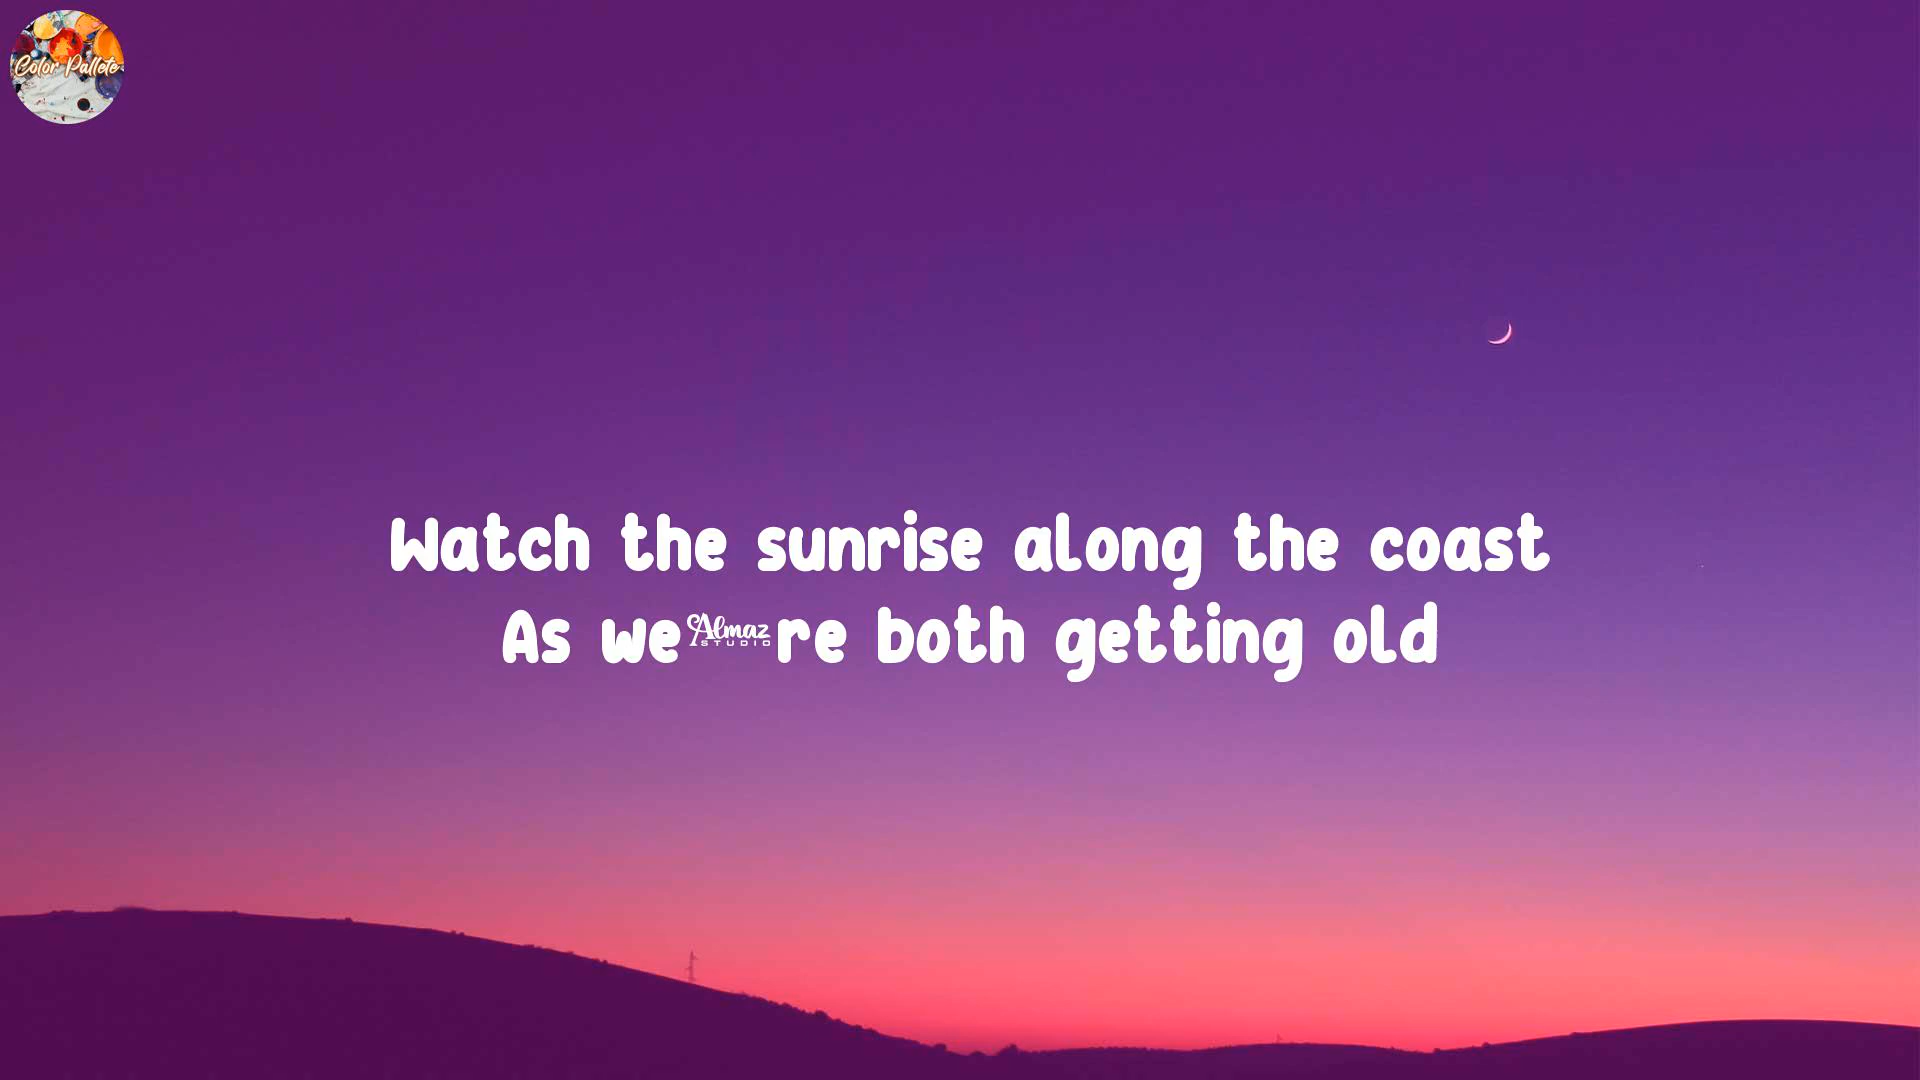 Color Pallete
Watch the sunrise along the coast
As we Almaz STUDIO re both getting old